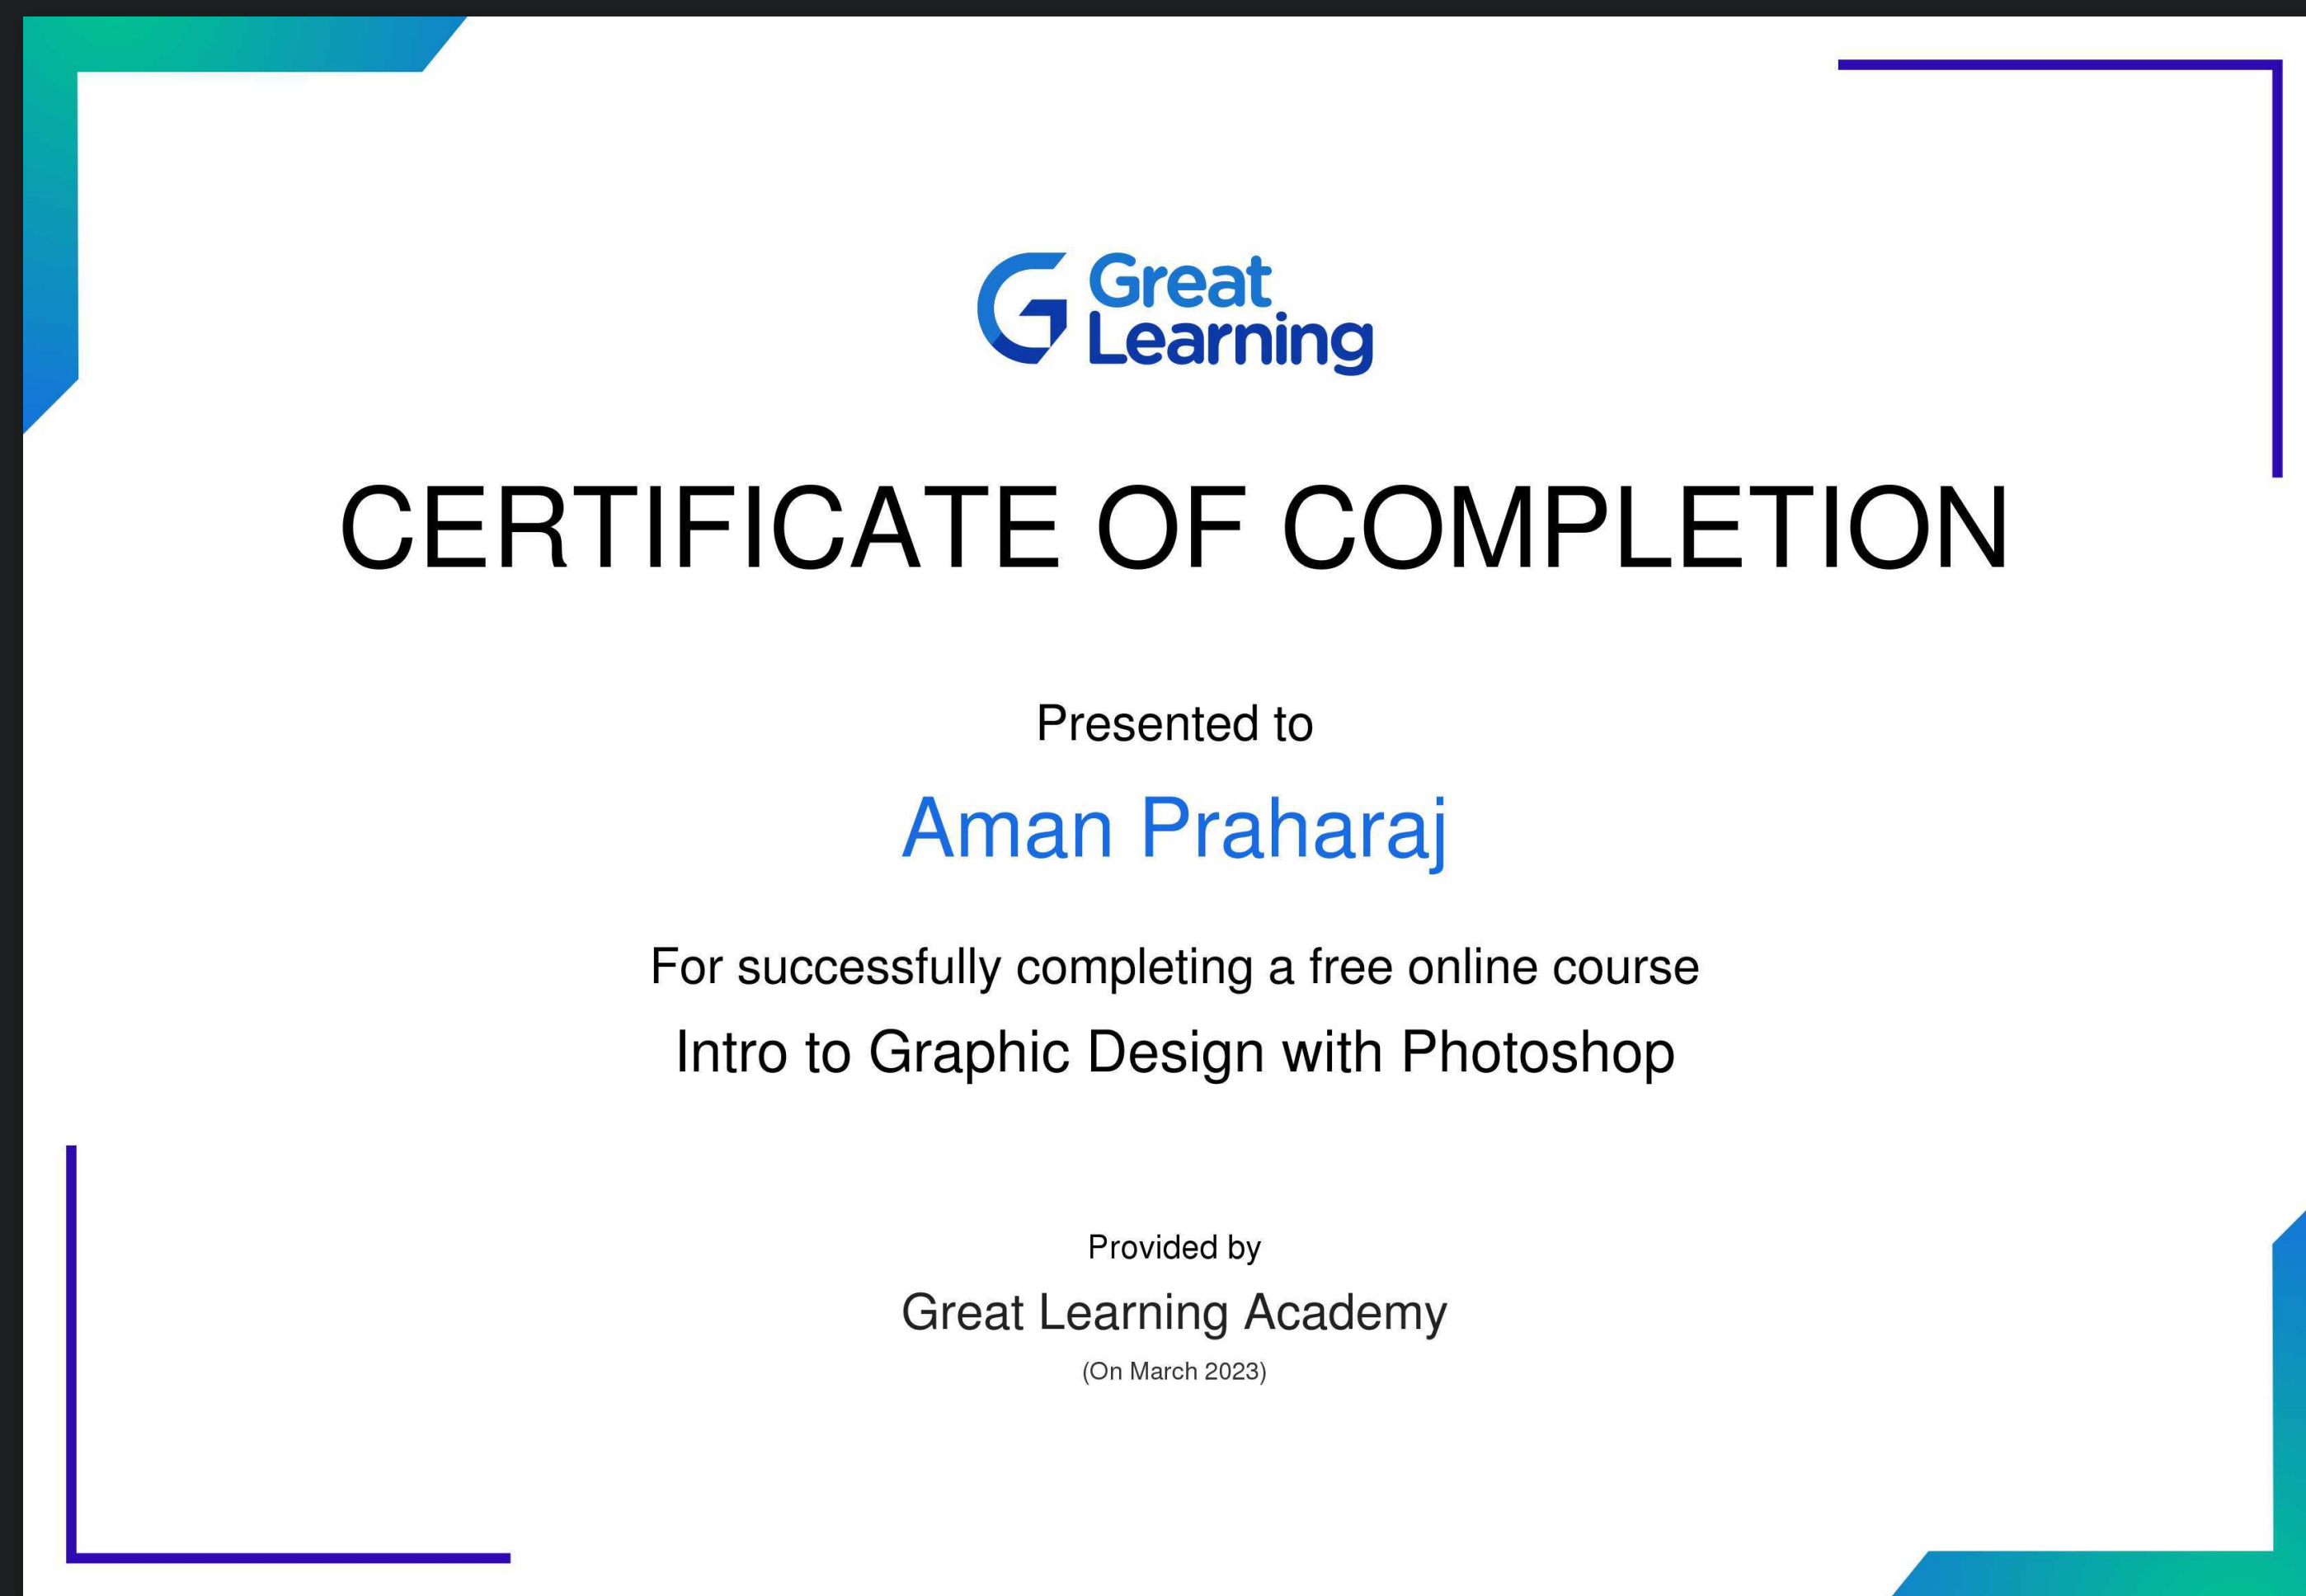 Great
Learning
CERTIFICATE OF COMPLETION
Presented to
Aman Praharaj
For successfully completing a free online course
Intro to Graphic Design with Photoshop
Provided by
Great Learning Academy
(On March 2023)